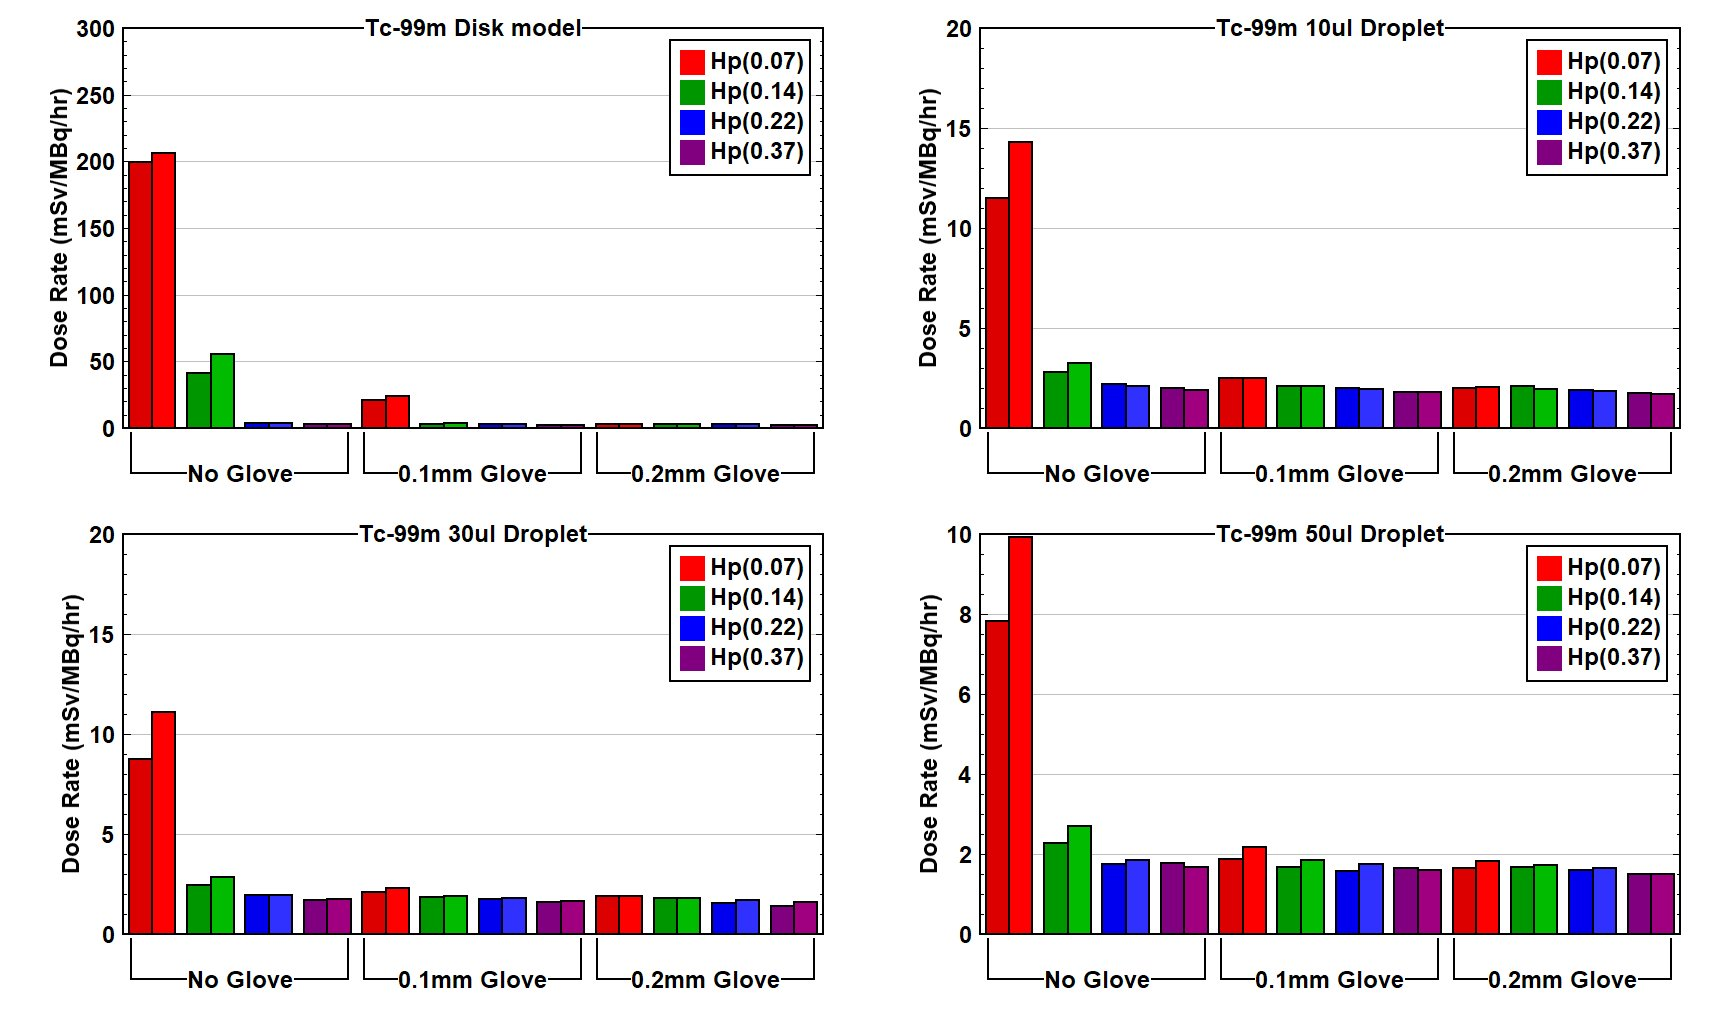 Tc-99m Disk model
300
250
200
150
100
50
0
Dose Rate (mSv/MBq/hr)
Hp(0.07)
Hp(0.14)
Hp(0.22)
Hp(0.37)
No Glove
0.1mm Glove
0.2mm Glove
Tc-99m 10ul Droplet
20
15
10
5
0
Dose Rate (mSv/MBq/hr)
Hp(0.07)
Hp(0.14)
Hp(0.22)
Hp(0.37)
No Glove
0.1mm Glove
0.2mm Glove
Tc-99m 30ul Droplet
20
15
10
5
0
Dose Rate (mSv/MBq/hr)
Hp(0.07)
Hp(0.14)
Hp(0.22)
Hp(0.37)
No Glove
0.1mm Glove
0.2mm Glove
Tc-99m 50ul Droplet
10
8
6
4
2
0
Dose Rate (mSv/MBq/hr)
Hp(0.07)
Hp(0.14)
Hp(0.22)
Hp(0.37)
No Glove
0.1mm Glove
0.2mm Glove